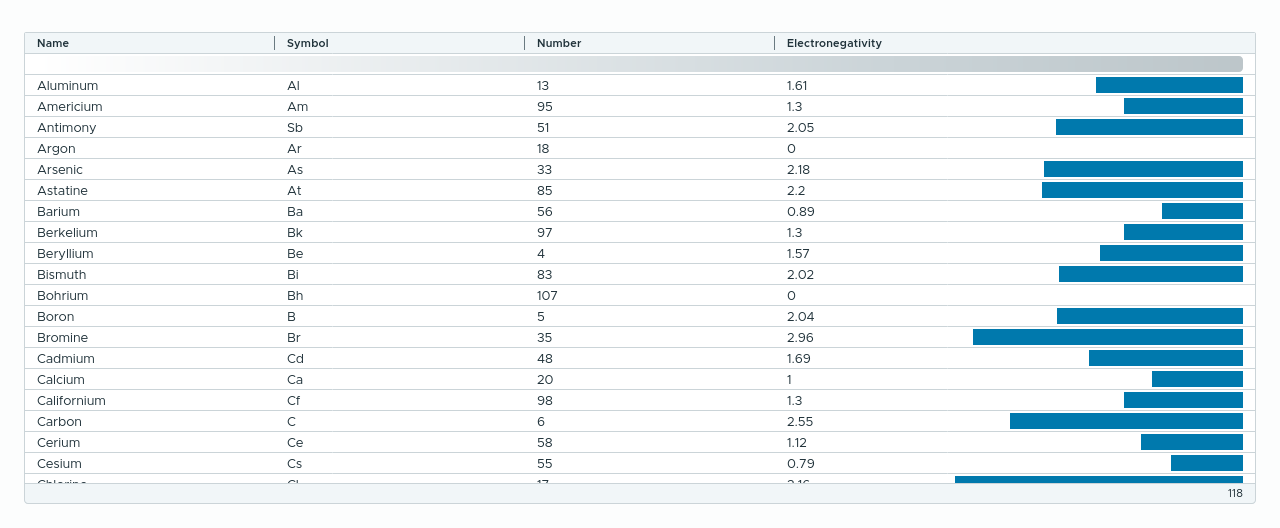 Name Symbol Number Electronegativity
Aluminum Al 13 1.61
Americium Am 95 1.3
Antimony Sb 51 2.05
Argon Ar 18 0
Arsenic As 33 2.18
Astatine At 85 2.2
Barium Ba 56 0.89
Berkelium Bk 97 1.3
Beryllium Be 4 1.57
Bismuth Bi 83 2.02
Bohrium Bh 107 0
Boron B 5 2.04
Bromine Br 35 2.96
Cadmium Cd 48 1.69
Calcium Ca 20 1
Californium Cf 98 1.3
Carbon C 6 2.55
Cerium Ce 58 1.12
Cesium Cs 55 0.79
Chlorine Cl 17 3.16
118